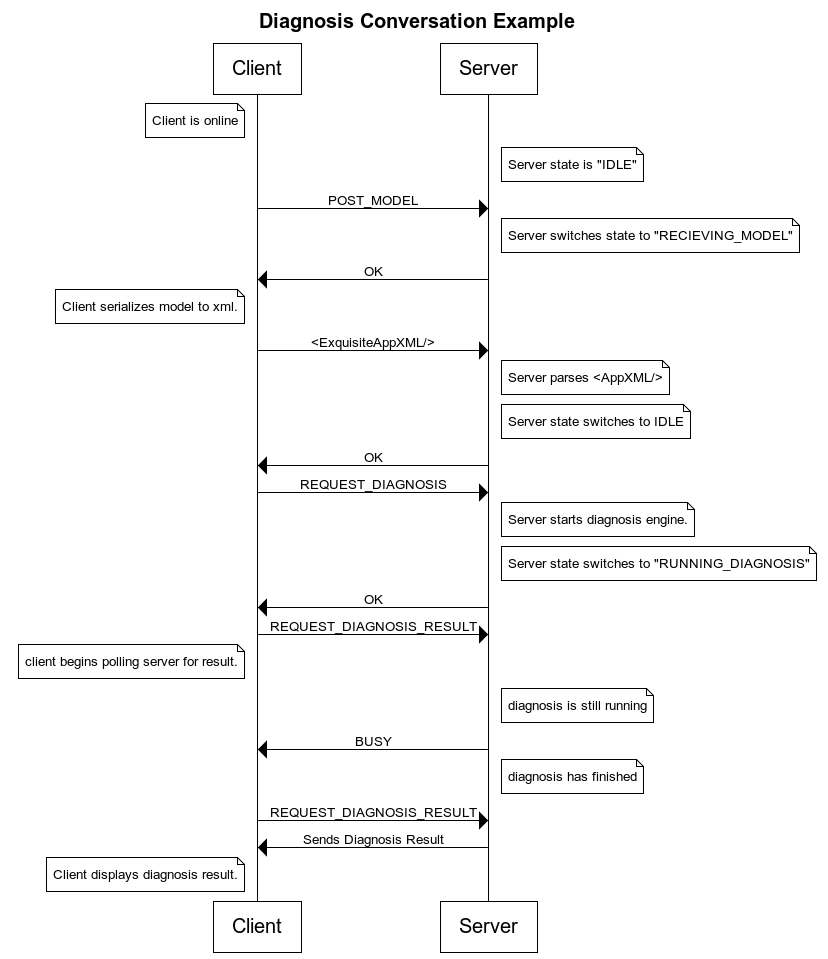 Diagnosis Conversation Example
Client
Server
Client is online
Server state is "IDLE"
POST_MODEL
Server switches state to "RECIEVING_MODEL"
OK
Client serializes model to xml.
<ExquisiteAppXML/>
Server parses <AppXML/>
Server state switches to IDLE
OK
REQUEST_DIAGNOSIS
Server starts diagnosis engine.
Server state switches to "RUNNING_DIAGNOSIS"
OK
REQUEST_DIAGNOSIS_RESULT
client begins polling server for result.
diagnosis is still running
BUSY
diagnosis has finished
REQUEST_DIAGNOSIS_RESULT
Sends Diagnosis Result
Client displays diagnosis result.
Client
Server